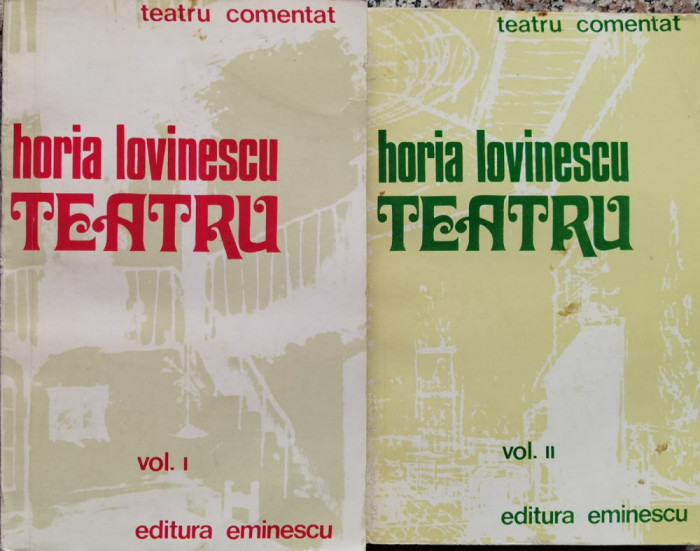 teatru comentat
horia lovinescu
TEATRU
vol. I
editura eminescu
teatru comentat
horia lovinescu
TEATRU
vol. II
editura eminescu